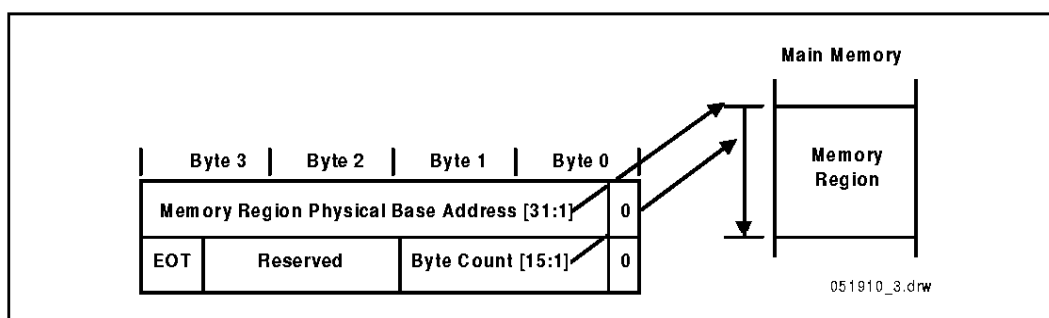 Main Memory
Byte 3 Byte 2 Byte 1 Byte 0
Memory
Region
Memory Region Physical Base Address [31:1] 0
EOT Reserved Byte Count [15:1] 0
051910_3.drw